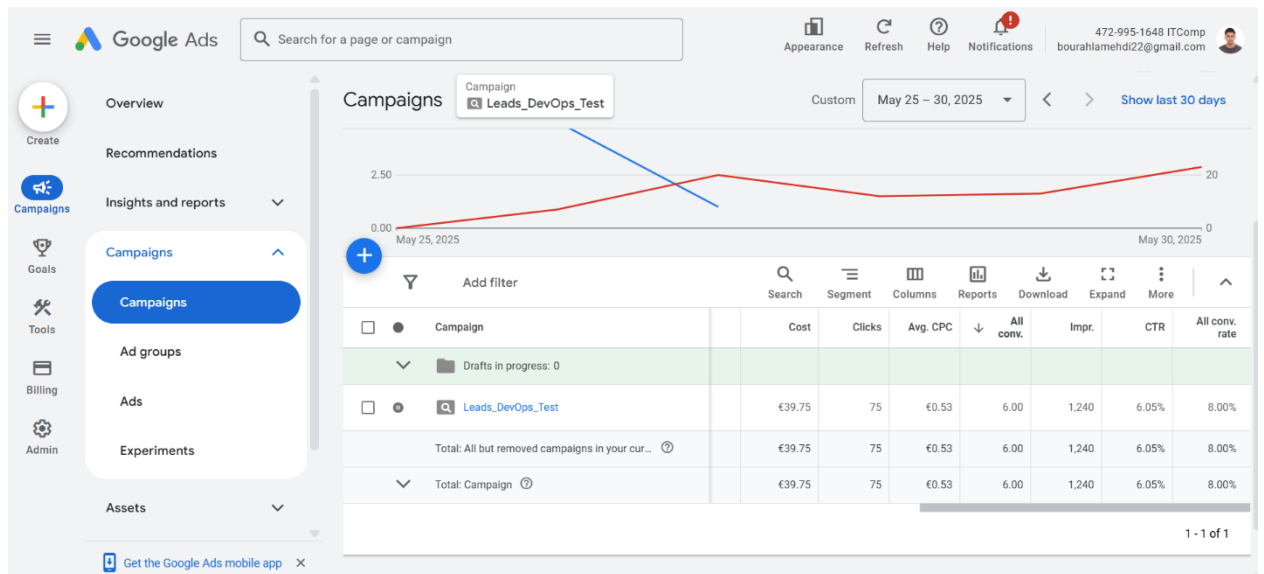 Google Ads
Search for a page or campaign
Appearance
Refresh
Help
Notifications
472-995-1648 ITComp
bourahlamehdi22@gmail.com
Create
Campaigns
Goals
Tools
Billing
Admin
Overview
Recommendations
Insights and reports
Campaigns
Campaigns
Ad groups
Ads
Experiments
Assets
Get the Google Ads mobile app
Campaigns
Campaign
Leads_DevOps_Test
Custom
May 25 – 30, 2025
Show last 30 days
2.50
20
0.00
0
May 25, 2025
May 30, 2025
Add filter
Search
Segment
Columns
Reports
Download
Expand
More
Campaign Cost Clicks Avg. CPC All conv. Impr. CTR All conv. rate
Drafts in progress: 0
Leads_DevOps_Test €39.75 75 €0.53 6.00 1,240 6.05% 8.00%
Total: All but removed campaigns in your cur... €39.75 75 €0.53 6.00 1,240 6.05% 8.00%
Total: Campaign €39.75 75 €0.53 6.00 1,240 6.05% 8.00%
1 - 1 of 1